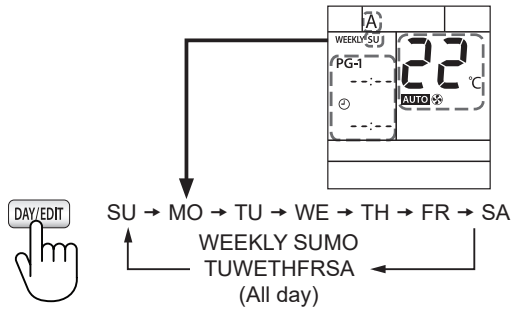 A
WEEKLY SU
PG-1
--:--
--:--
22 °C
AUTO
DAY/EDIT
SU → MO → TU → WE → TH → FR → SA
WEEKLY SUMO
TUWETHFRSA
(All day)